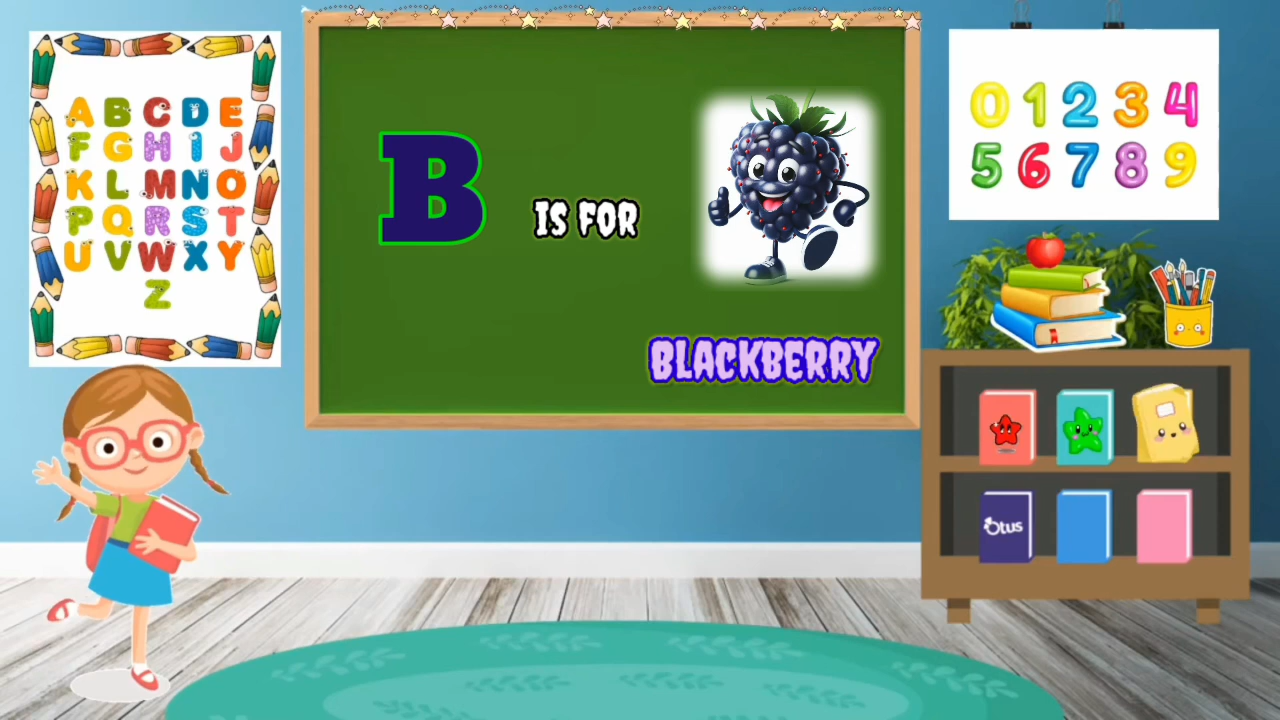 A B C D E
F G H I J
K L M N O
P Q R S T
U V W X Y
Z
B IS FOR
BLACKBERRY
0 1 2 3 4
5 6 7 8 9
Otus